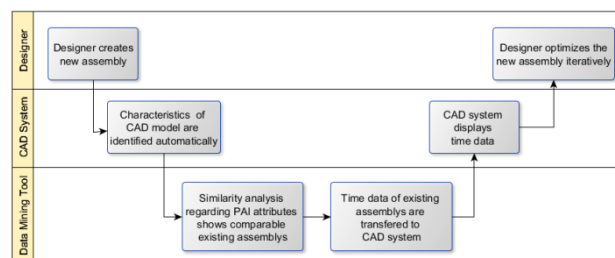 Designer
Designer creates
new assembly
Designer optimizes the
new assembly iteratively
CAD System
Characteristics of
CAD model are
identified automatically
CAD system
displays
time data
Data Mining Tool
Similarity analysis
regarding PAI attributes
shows comparable
existing assemblys
Time data of existing
assemblys are
transfered to
CAD system